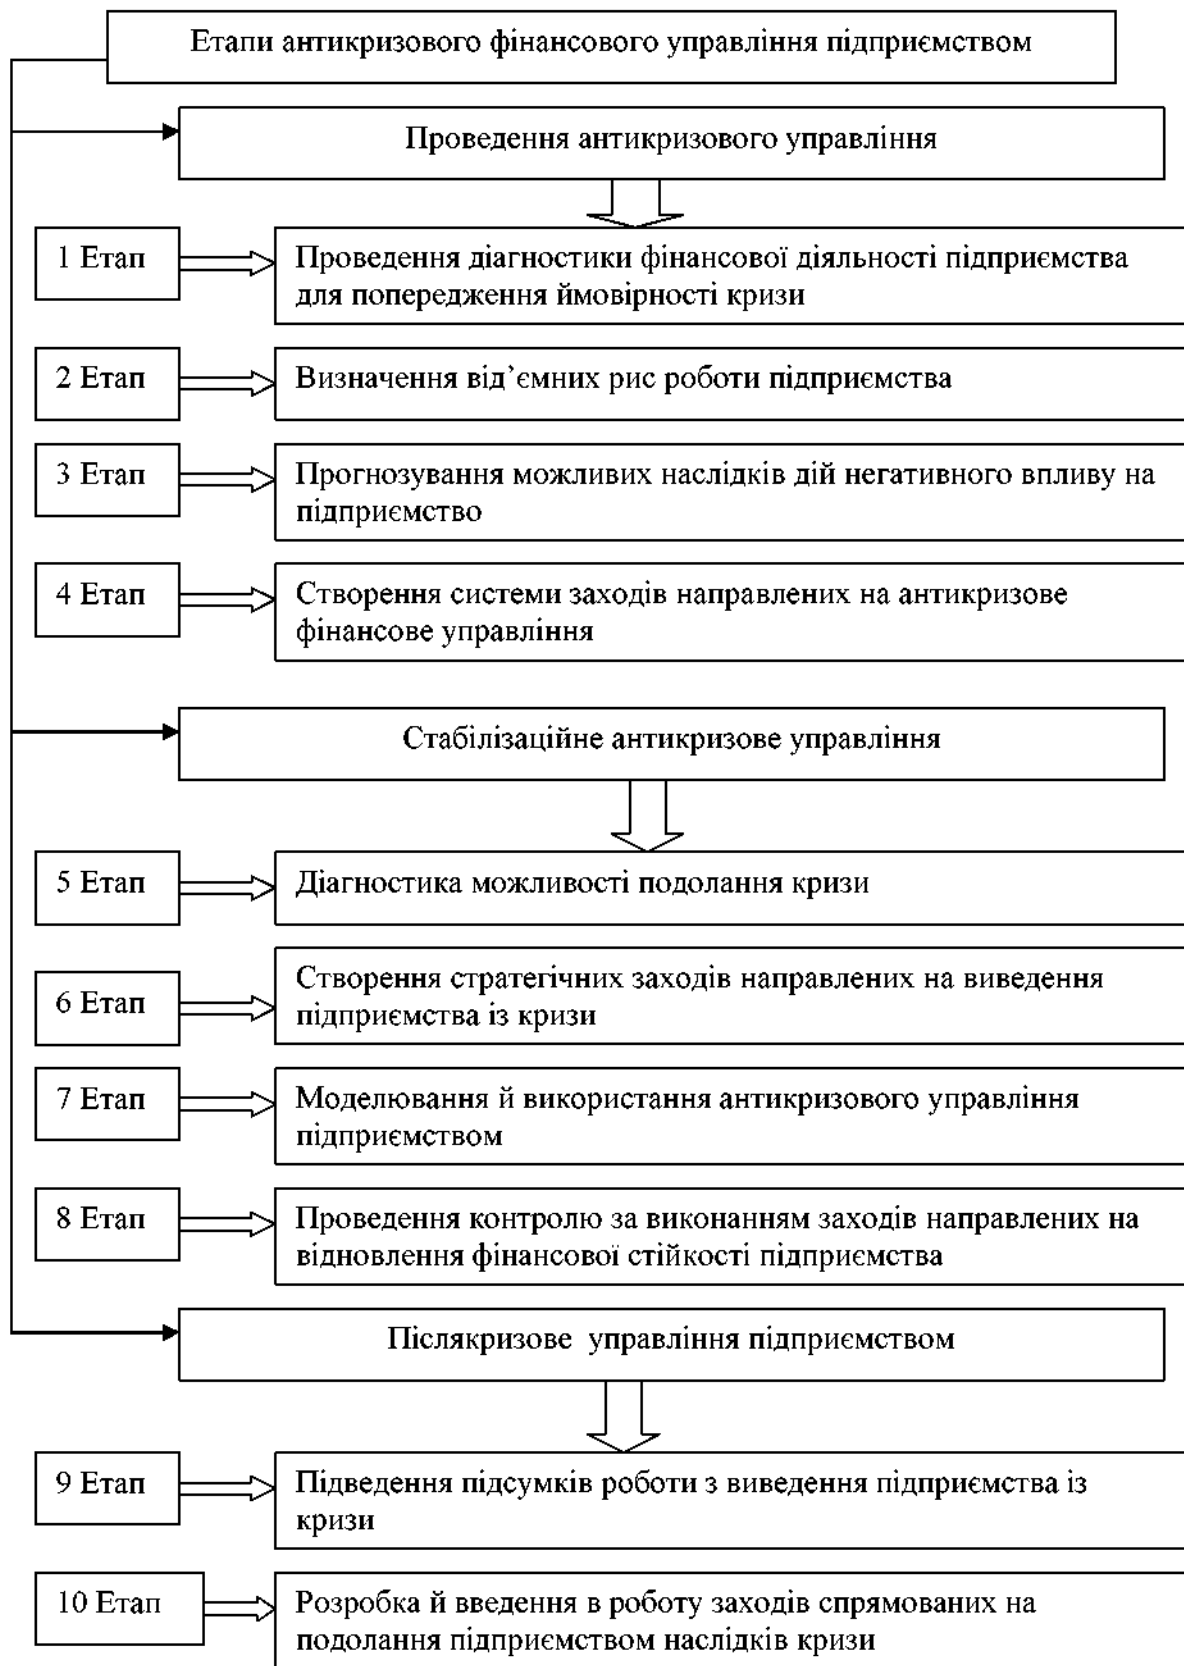 Етапи антикризового фінансового управління підприємством
Проведення антикризового управління
1 Етап
Проведення діагностики фінансової діяльності підприємства
для попередження ймовірності кризи
2 Етап
Визначення від’ємних рис роботи підприємства
3 Етап
Прогнозування можливих наслідків дій негативного впливу на
підприємство
4 Етап
Створення системи заходів направлених на антикризове
фінансове управління
Стабілізаційне антикризове управління
5 Етап
Діагностика можливості подолання кризи
6 Етап
Створення стратегічних заходів направлених на виведення
підприємства із кризи
7 Етап
Моделювання й використання антикризового управління
підприємством
8 Етап
Проведення контролю за виконанням заходів направлених на
відновлення фінансової стійкості підприємства
Післякризове управління підприємством
9 Етап
Підведення підсумків роботи з виведення підприємства із
кризи
10 Етап
Розробка й введення в роботу заходів спрямованих на
подолання підприємством наслідків кризи